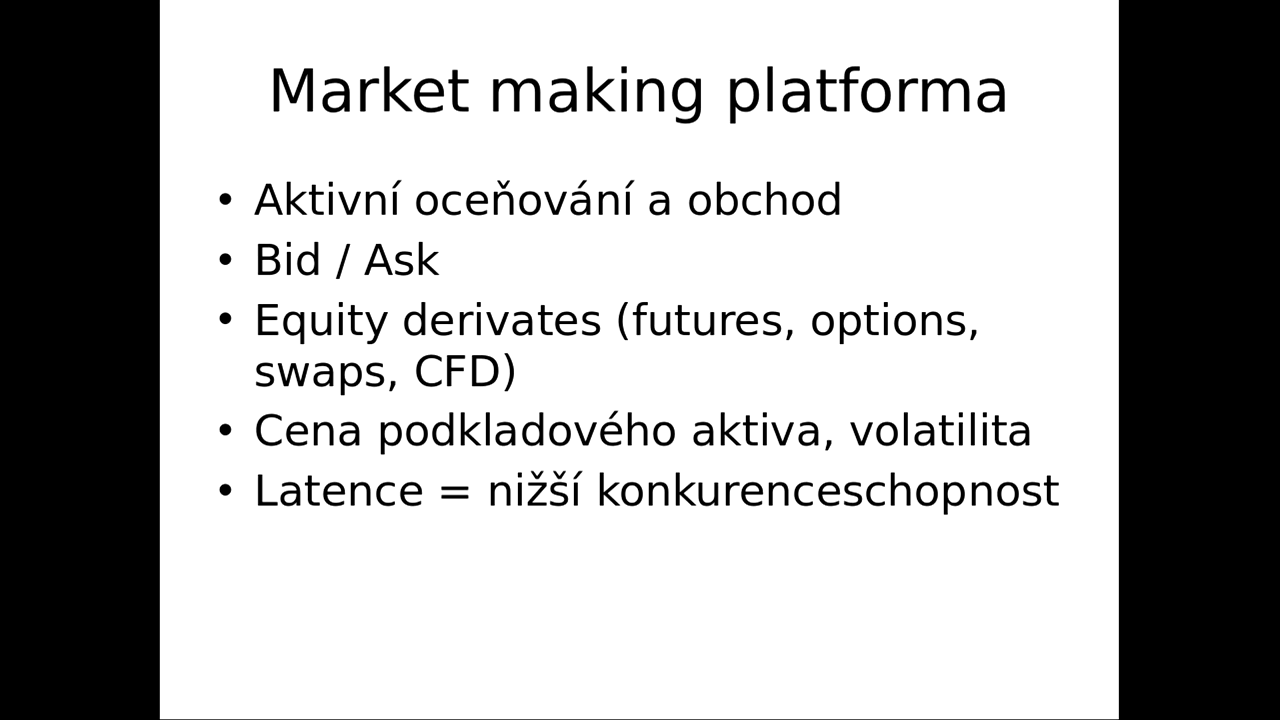 Market making platforma
• Aktivní oceňování a obchod
• Bid / Ask
• Equity derivates (futures, options,
swaps, CFD)
• Cena podkladového aktiva, volatilita
• Latence = nižší konkurenceschopnost